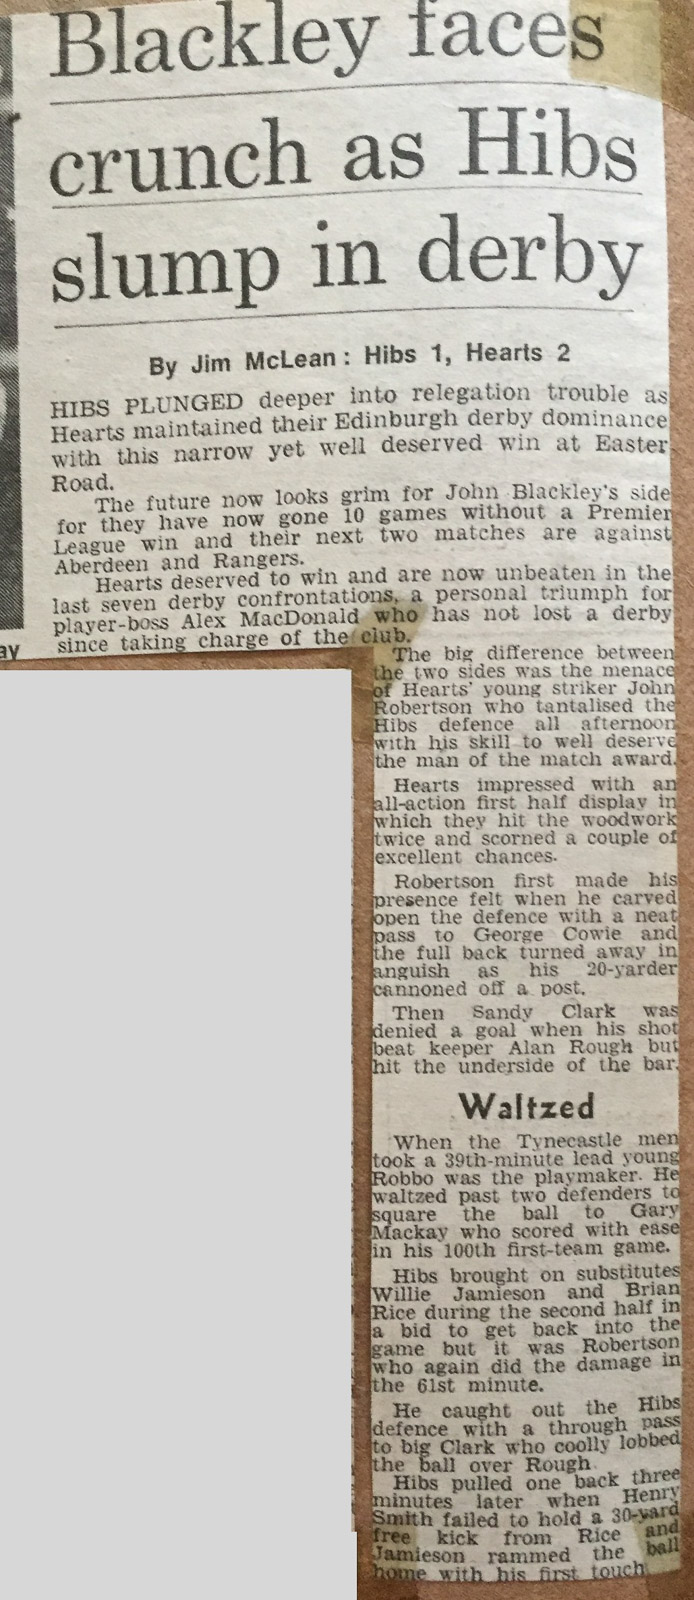 Blackley faces
crunch as Hibs
slump in derby
By Jim McLean: Hibs 1, Hearts 2
HIBS PLUNGED deeper into relegation trouble as
Hearts maintained their Edinburgh derby dominance
with this narrow yet well deserved win at Easter
Road.
The future now looks grim for John Blackley's side
for they have now gone 10 games without a Premier
League win and their next two matches are against
Aberdeen and Rangers.
Hearts deserved to win and are now unbeaten in the
last seven derby confrontations, a personal triumph for
player-boss Alex MacDonald who has not lost a derby
since taking charge of the club.
ay
The big difference between
the two sides was the menace
of Hearts' young striker John
Robertson who tantalised the
Hibs defence all afternoon
with his skill to well deserve
the man of the match award.
Hearts impressed with an
all-action first half display in
which they hit the woodwork
twice and scorned a couple of
excellent chances.
Robertson first made his
presence felt when he carved
open the defence with a neat
pass to George Cowie and
the full back turned away in
anguish as his 20-yarder
cannoned off a post.
Then Sandy Clark was
denied a goal when his shot
beat keeper Alan Rough but
hit the underside of the bar.
Waltzed
When the Tynecastle men
took a 39th-minute lead young
Robbo was the playmaker. He
waltzed past two defenders to
square the ball to Gary
Mackay who scored with ease
in his 100th first-team game.
Hibs brought on substitutes
Willie Jamieson and Brian
Rice during the second half in
a bid to get back into the
game but it was Robertson
who again did the damage in
the 61st minute.
He caught out the Hibs
defence with a through pass
to big Clark who coolly lobbed
the ball over Rough.
Hibs pulled one back three
minutes later when Henry
Smith failed to hold a 30-yard
free kick from Rice and
Jamieson rammed the ball
home with his first touch